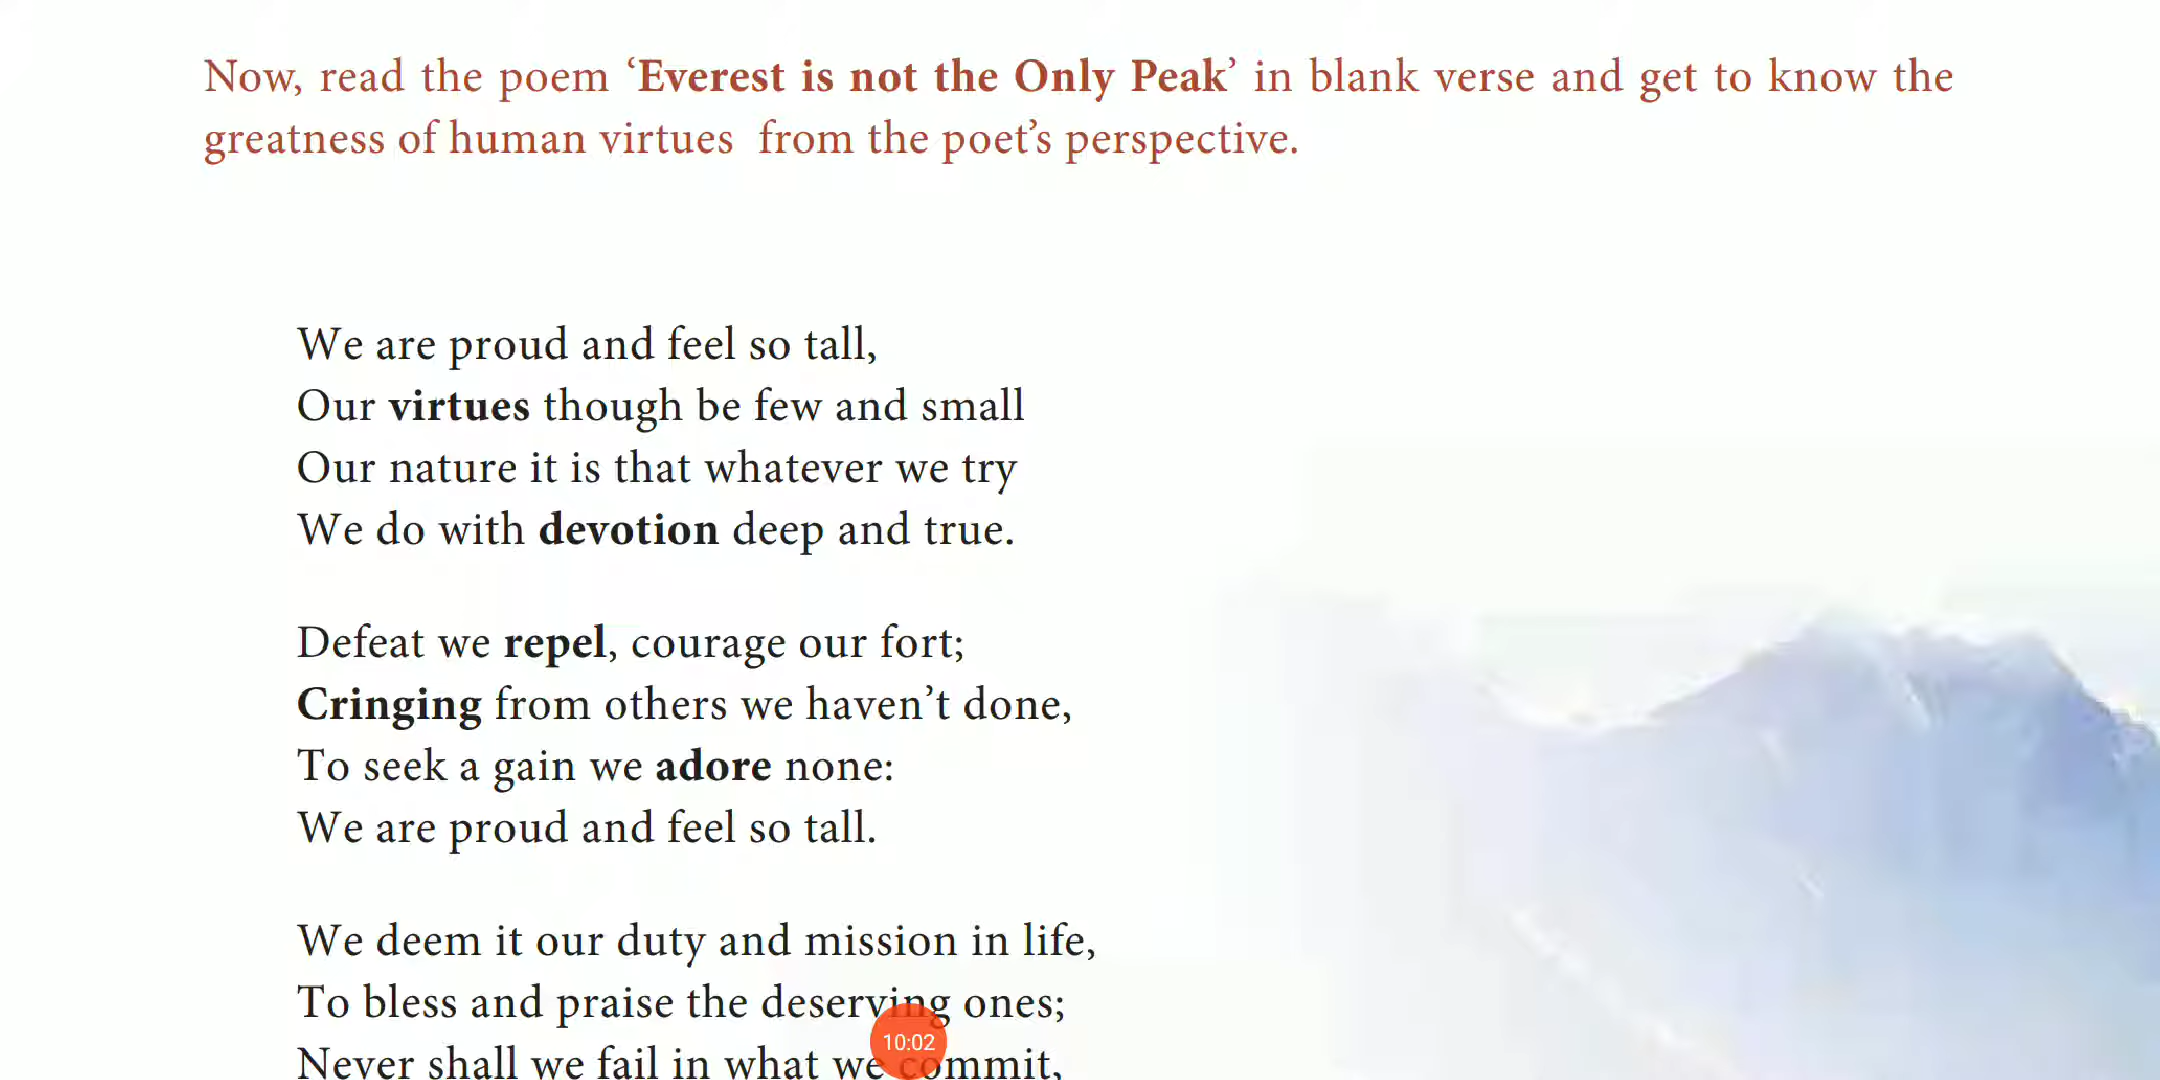 Now, read the poem ‘Everest is not the Only Peak’ in blank verse and get to know the
greatness of human virtues from the poet’s perspective.
We are proud and feel so tall,
Our virtues though be few and small
Our nature it is that whatever we try
We do with devotion deep and true.
Defeat we repel, courage our fort;
Cringing from others we haven’t done,
To seek a gain we adore none:
We are proud and feel so tall.
We deem it our duty and mission in life,
To bless and praise the deserving ones;
Never shall we fail in what we commit,
10:02